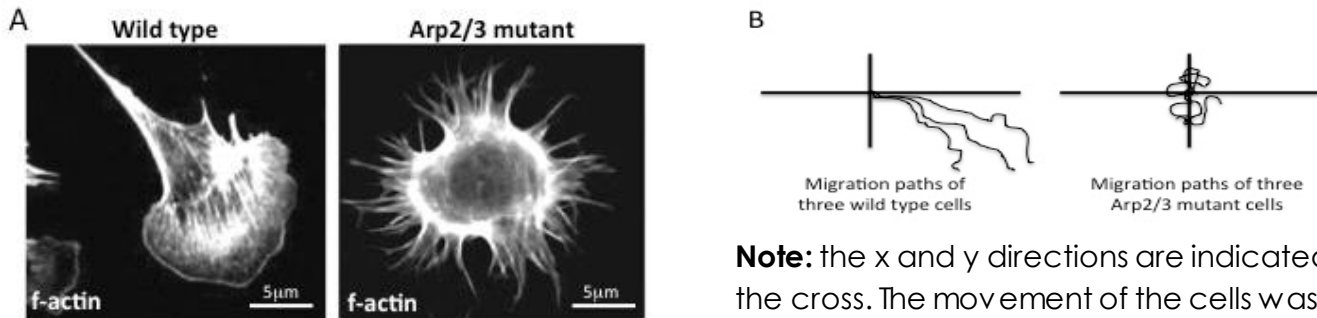 A
Wild type
Arp2/3 mutant
f-actin
5μm
f-actin
5μm
B
Migration paths of
three wild type cells
Migration paths of three
Arp2/3 mutant cells
Note: the x and y directions are indicated
the cross. The movement of the cells was